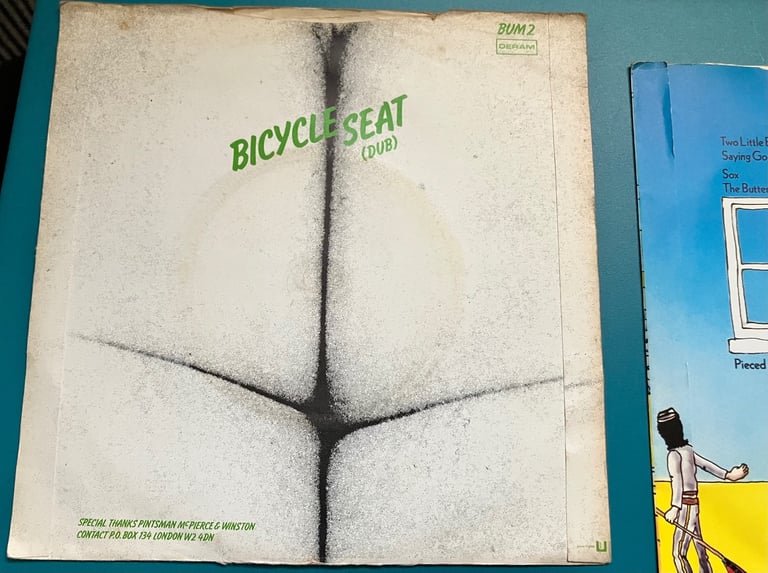 BUM 2
DERAM
BICYCLE SEAT
(DUB)
SPECIAL THANKS PINTSMAN McPIERCE & WINSTON
CONTACT P.O. BOX 134 LONDON W2 4DN
Two Little
Saying Go
Sox
The Butter
Pieced